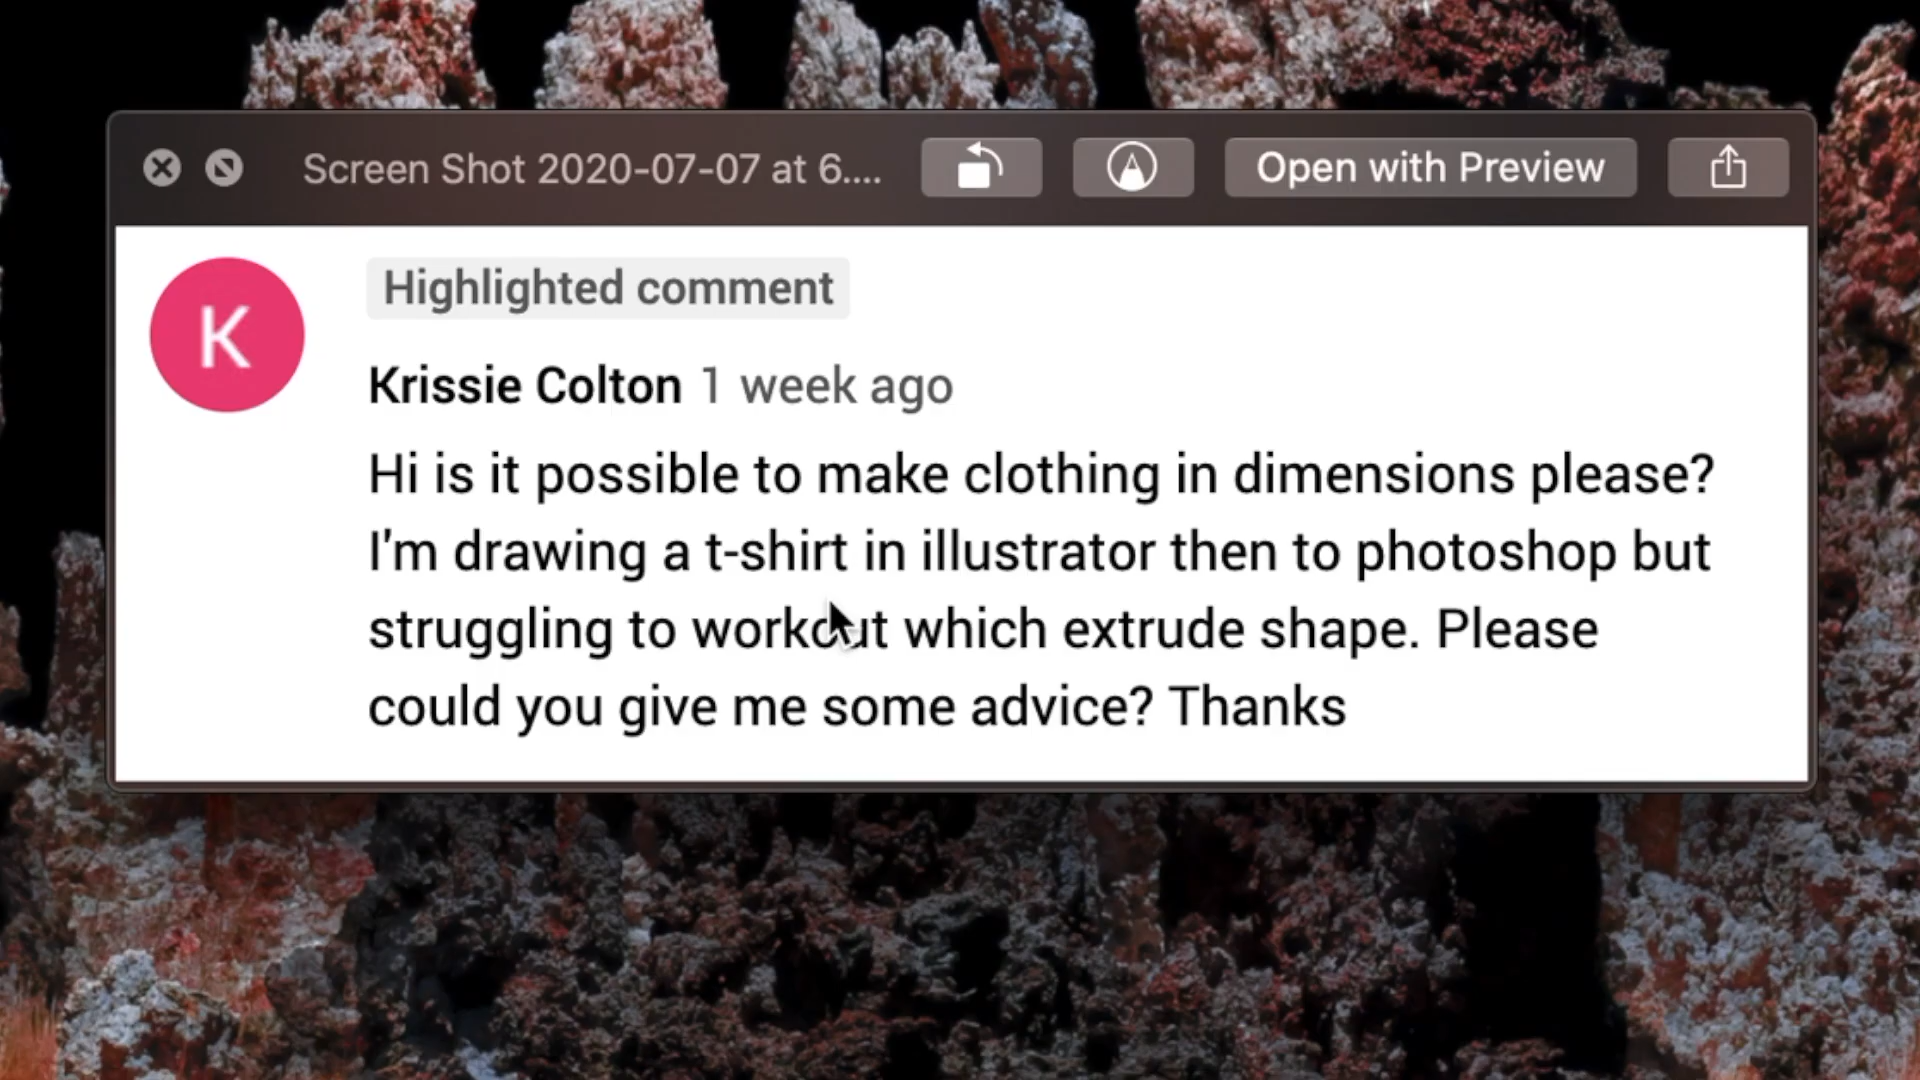 Screen Shot 2020-07-07 at 6....
Open with Preview
K
Highlighted comment
Krissie Colton 1 week ago
Hi is it possible to make clothing in dimensions please?
I'm drawing a t-shirt in illustrator then to photoshop but
struggling to workout which extrude shape. Please
could you give me some advice? Thanks